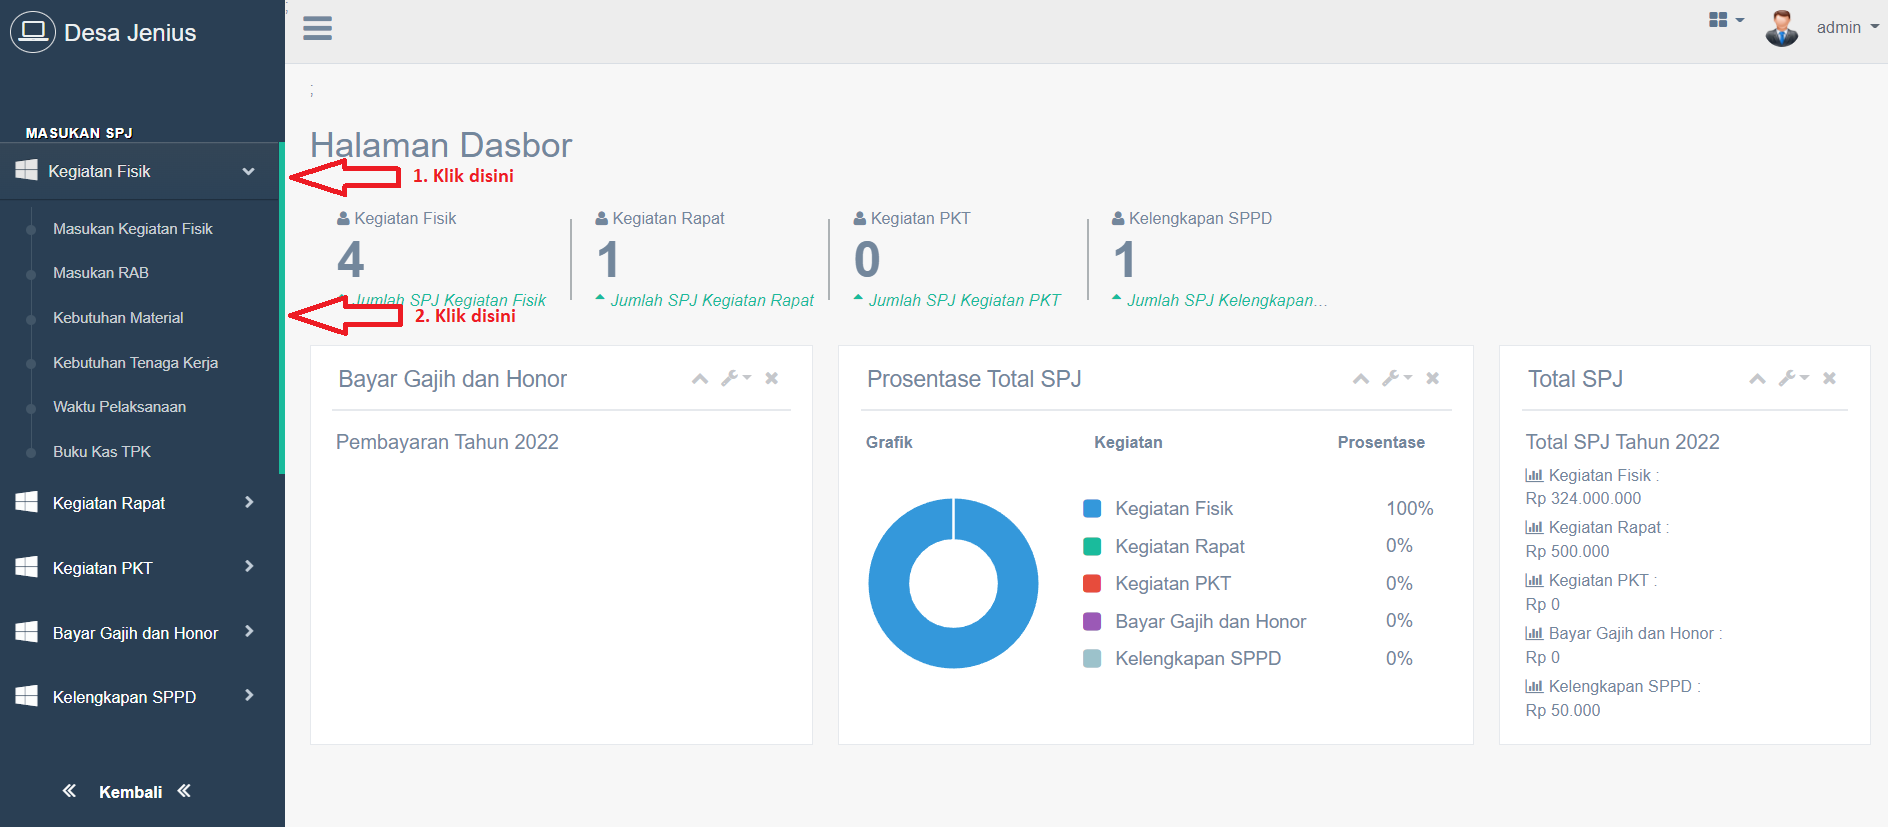 Desa Jenius
admin
;
;
MASUKAN SPJ
Kegiatan Fisik
Masukan Kegiatan Fisik
Masukan RAB
Kebutuhan Material
Kebutuhan Tenaga Kerja
Waktu Pelaksanaan
Buku Kas TPK
Kegiatan Rapat
Kegiatan PKT
Bayar Gajih dan Honor
Kelengkapan SPPD
Kembali
Halaman Dasbor
1. Klik disini
Kegiatan Fisik
4
Jumlah SPJ Kegiatan Fisik
Kegiatan Rapat
1
Jumlah SPJ Kegiatan Rapat
Kegiatan PKT
0
Jumlah SPJ Kegiatan PKT
Kelengkapan SPPD
1
Jumlah SPJ Kelengkapan...
2. Klik disini
Bayar Gajih dan Honor
Pembayaran Tahun 2022
Prosentase Total SPJ
Grafik Kegiatan Prosentase
Kegiatan Fisik 100%
Kegiatan Rapat 0%
Kegiatan PKT 0%
Bayar Gajih dan Honor 0%
Kelengkapan SPPD 0%
Total SPJ
Total SPJ Tahun 2022
Kegiatan Fisik :
Rp 324.000.000
Kegiatan Rapat :
Rp 500.000
Kegiatan PKT :
Rp 0
Bayar Gajih dan Honor :
Rp 0
Kelengkapan SPPD :
Rp 50.000